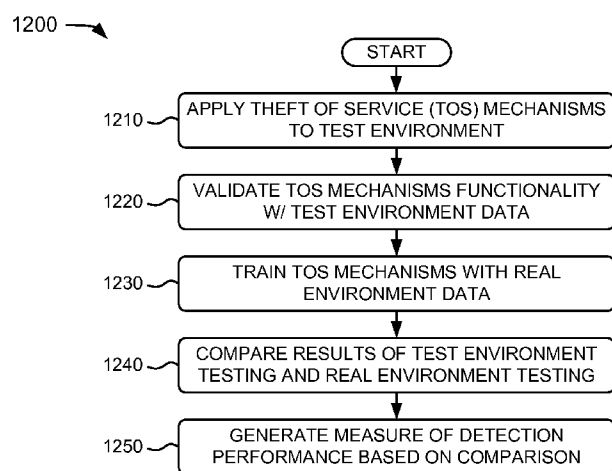 1200
START
1210
APPLY THEFT OF SERVICE (TOS) MECHANISMS
TO TEST ENVIRONMENT
1220
VALIDATE TOS MECHANISMS FUNCTIONALITY
W/ TEST ENVIRONMENT DATA
1230
TRAIN TOS MECHANISMS WITH REAL
ENVIRONMENT DATA
1240
COMPARE RESULTS OF TEST ENVIRONMENT
TESTING AND REAL ENVIRONMENT TESTING
1250
GENERATE MEASURE OF DETECTION
PERFORMANCE BASED ON COMPARISON